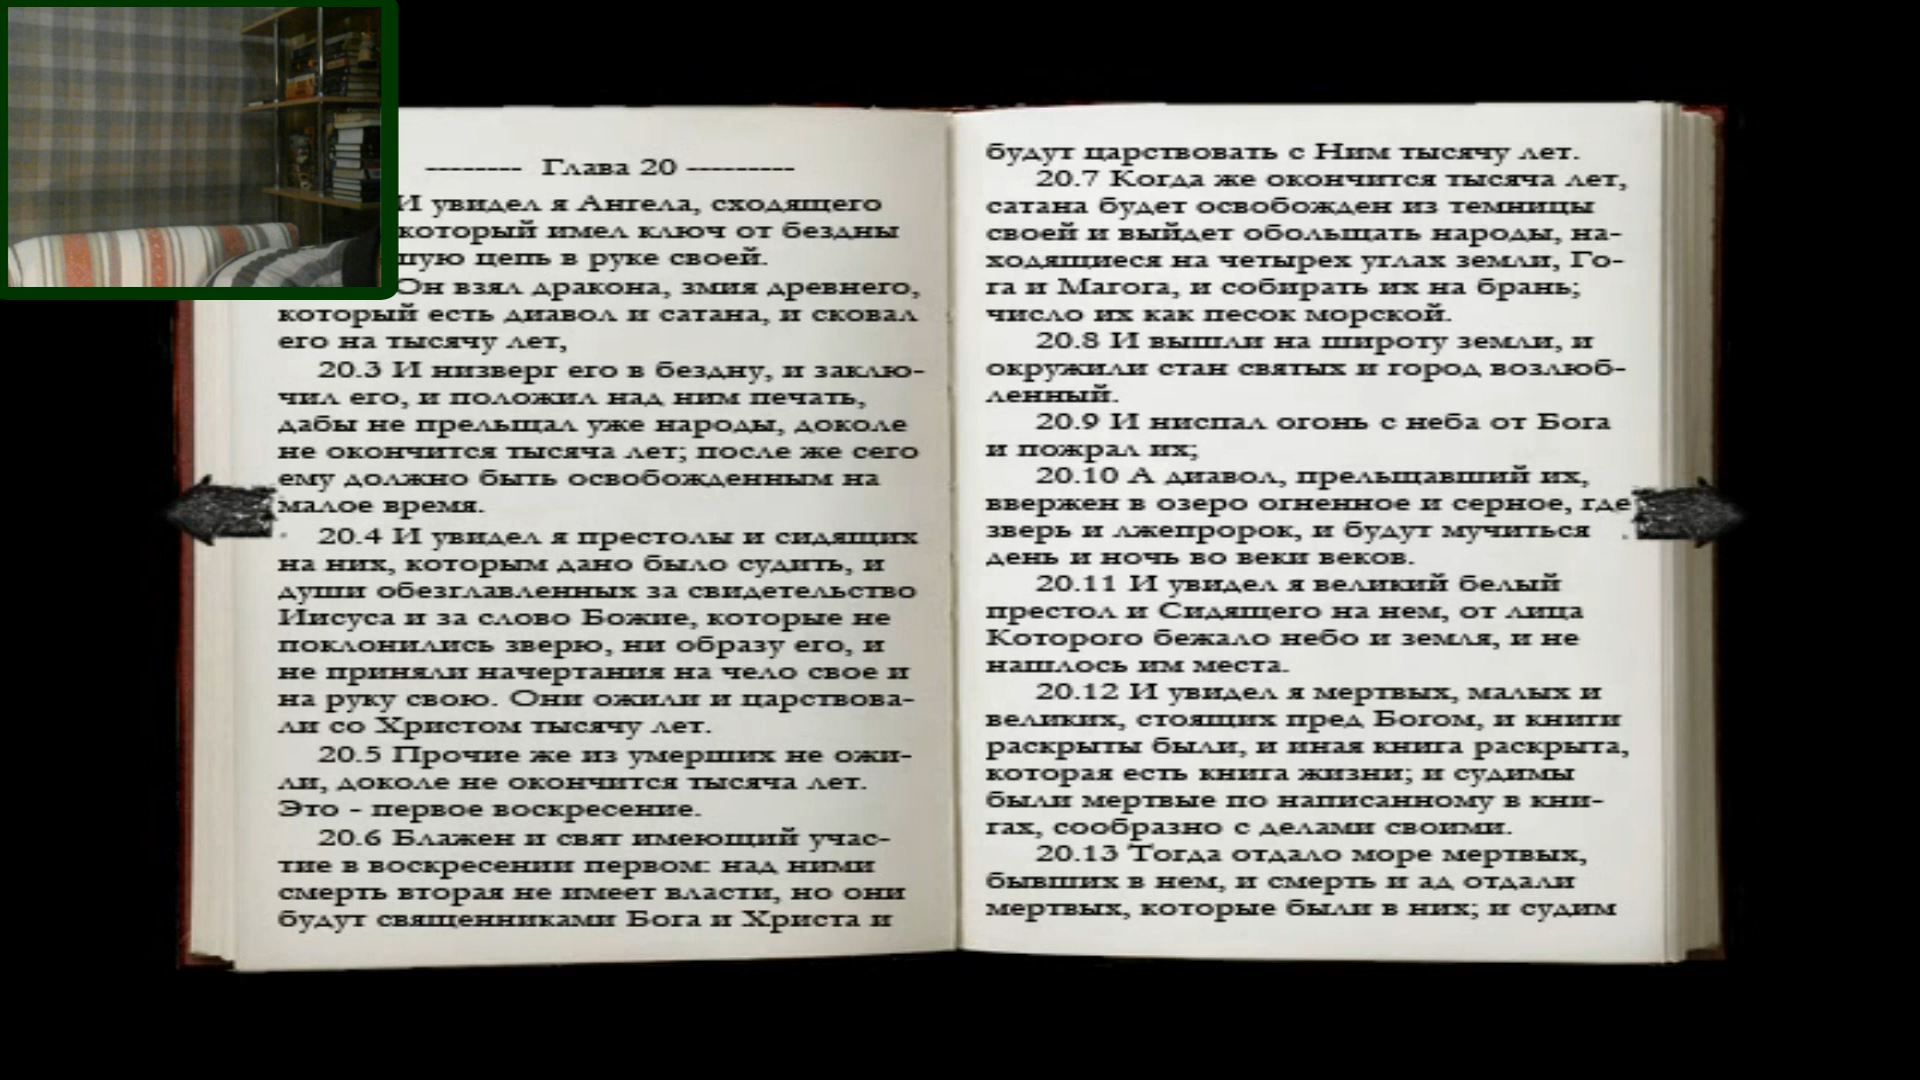 -------- Глава 20 ---------
И увидел я Ангела, сходящего
который имел ключ от бездны
цепь в руке своей.
Он взял дракона, змия древнего,
который есть диавол и сатана, и сковал
его на тысячу лет,
20.3 И низверг его в бездну, и заклю-
чил его, и положил над ним печать,
дабы не прельщал уже народы, доколе
не окончится тысяча лет; после же сего
ему должно быть освобожденным на
малое время.
20.4 И увидел я престолы и сидящих
на них, которым дано было судить, и
души обезглавленных за свидетельство
Иисуса и за слово Божие, которые не
поклонились зверю, ни образу его, и
не приняли начертания на чело свое и
на руку свою. Они ожили и царствова-
ли со Христом тысячу лет.
20.5 Прочие же из умерших не ожи-
ли, доколе не окончится тысяча лет.
Это - первое воскресение.
20.6 Блажен и свят имеющий учас-
тие в воскресении первом: над ними
смерть вторая не имеет власти, но они
будут священниками Бога и Христа и
будут царствовать с Ним тысячу лет.
20.7 Когда же окончится тысяча лет,
сатана будет освобожден из темницы
своей и выйдет обольщать народы, на-
ходящиеся на четырех углах земли, Го-
га и Магога, и собирать их на брань;
число их как песок морской.
20.8 И вышли на широту земли, и
окружили стан святых и город возлюб-
ленный.
20.9 И ниспал огонь с неба от Бога
и пожрал их;
20.10 А диавол, прельщавший их,
ввержен в озеро огненное и серное, где
зверь и лжепророк, и будут мучиться
день и ночь во веки веков.
20.11 И увидел я великий белый
престол и Сидящего на нем, от лица
Которого бежало небо и земля, и не
нашлось им места.
20.12 И увидел я мертвых, малых и
великих, стоящих пред Богом, и книги
раскрыты были, и иная книга раскрыта,
которая есть книга жизни; и судимы
были мертвые по написанному в кни-
гах, сообразно с делами своими.
20.13 Тогда отдало море мертвых,
бывших в нем, и смерть и ад отдали
мертвых, которые были в них; и судим